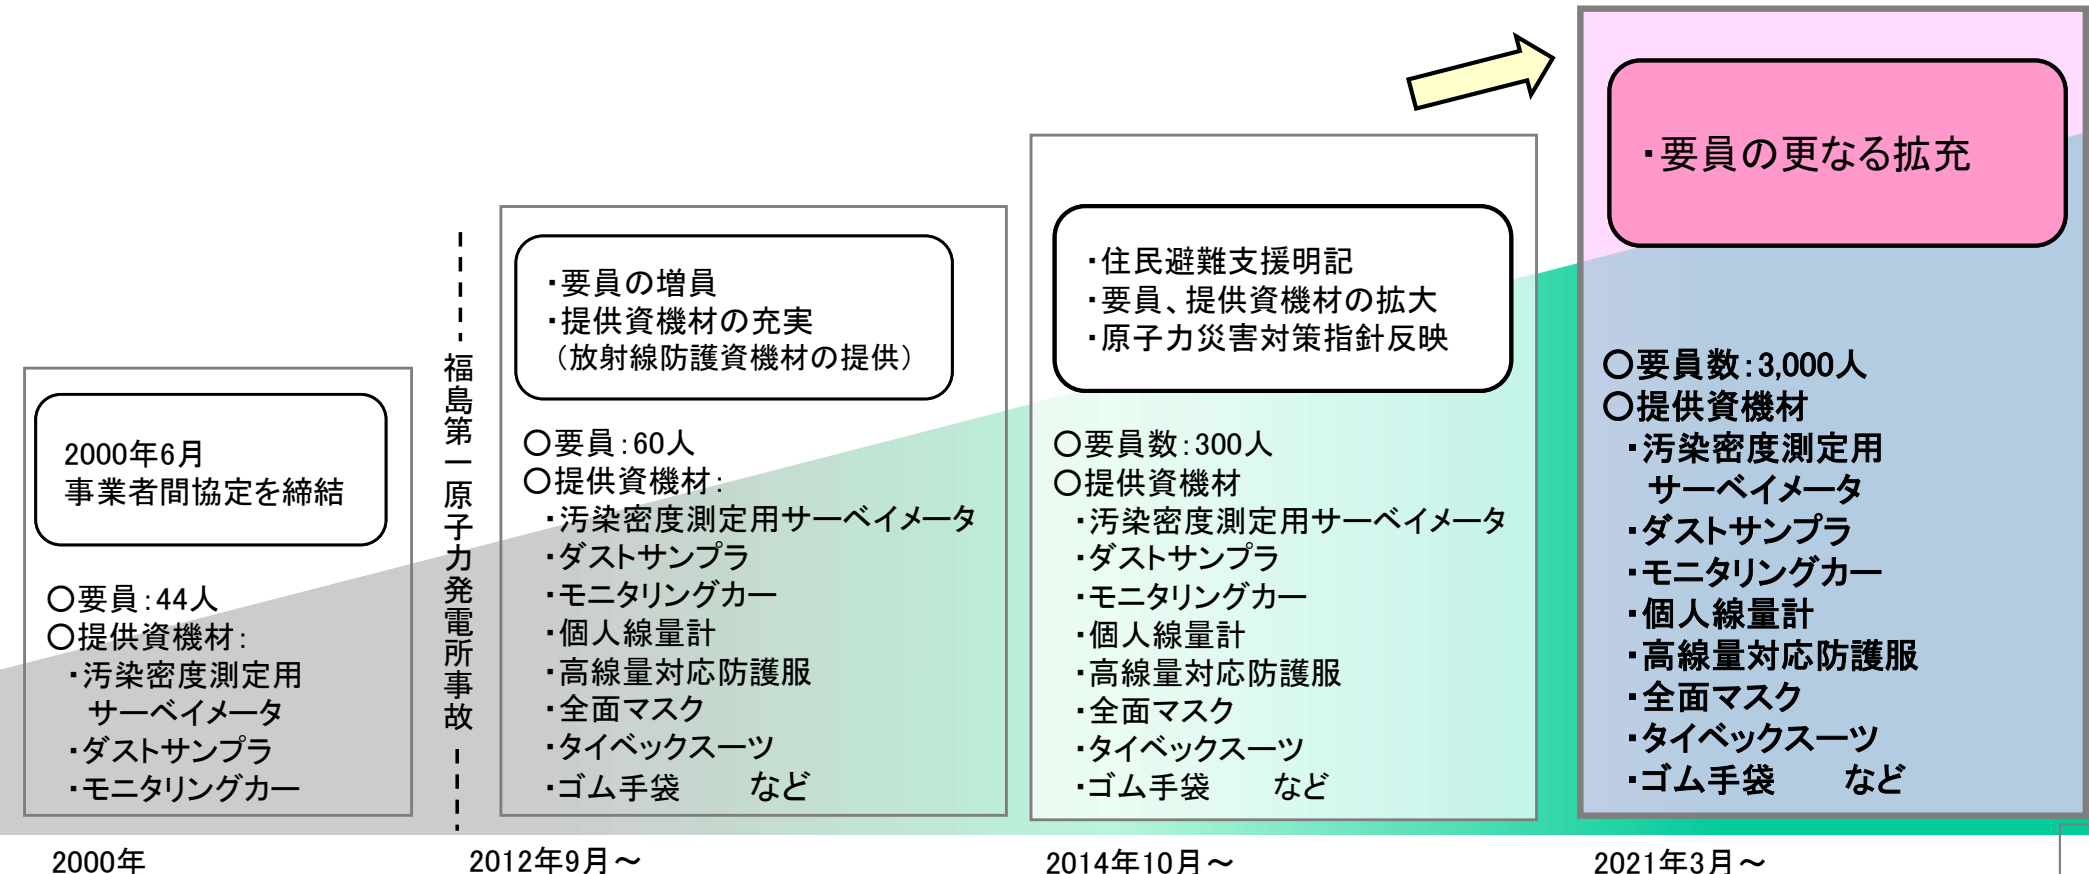 2000年6月
事業者間協定を締結
○要員:44人
○提供資機材:
・汚染密度測定用
サーベイメータ
・ダストサンプラ
・モニタリングカー
2000年
福島第一原子力発電所事故
・要員の増員
・提供資機材の充実
（放射線防護資機材の提供）
○要員:60人
○提供資機材:
・汚染密度測定用サーベイメータ
・ダストサンプラ
・モニタリングカー
・個人線量計
・高線量対応防護服
・全面マスク
・タイベックスーツ
・ゴム手袋　　など
2012年9月～
・住民避難支援明記
・要員、提供資機材の拡大
・原子力災害対策指針反映
○要員数:300人
○提供資機材
・汚染密度測定用サーベイメータ
・ダストサンプラ
・モニタリングカー
・個人線量計
・高線量対応防護服
・全面マスク
・タイベックスーツ
・ゴム手袋　　など
2014年10月～
・要員の更なる拡充
○要員数:3,000人
○提供資機材
・汚染密度測定用
サーベイメータ
・ダストサンプラ
・モニタリングカー
・個人線量計
・高線量対応防護服
・全面マスク
・タイベックスーツ
・ゴム手袋　　など
2021年3月～